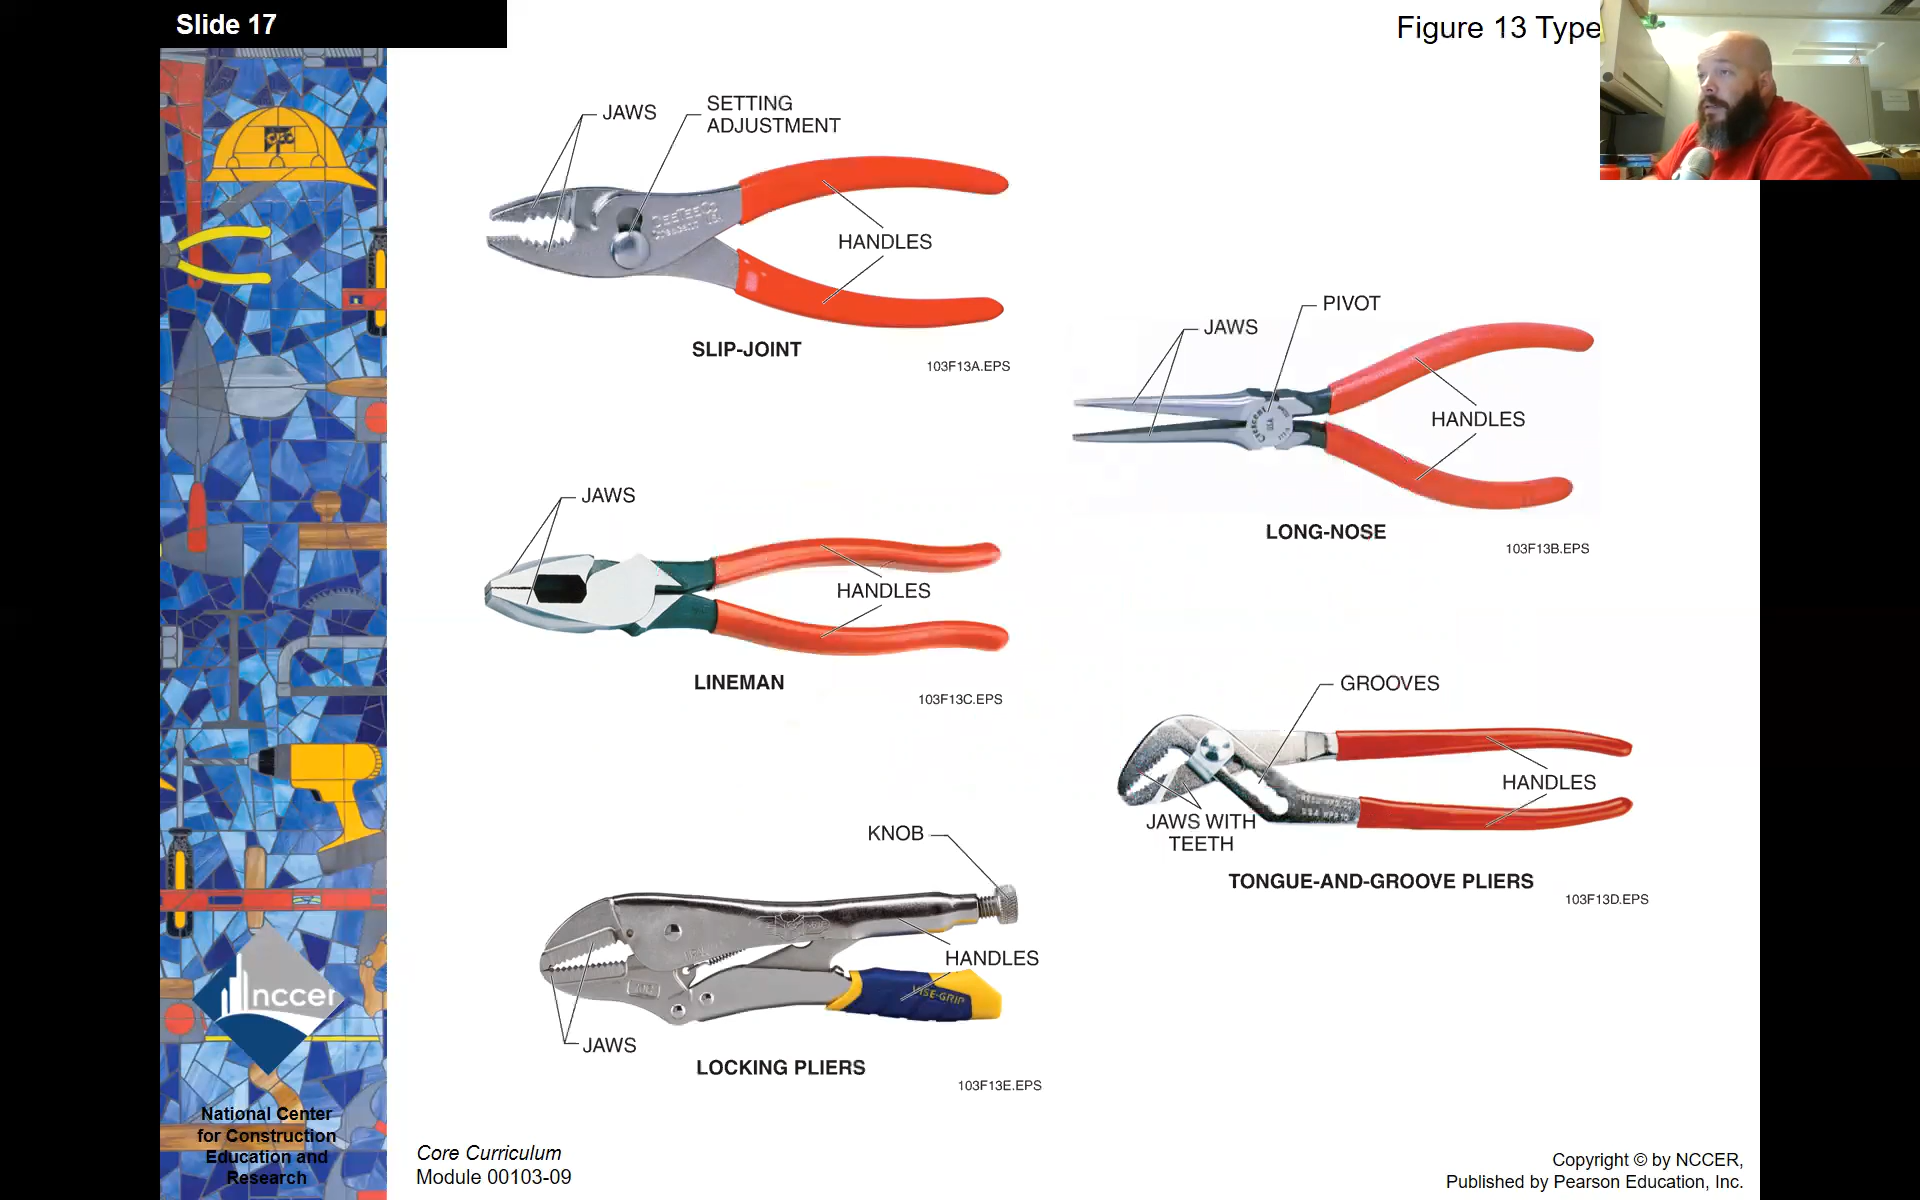 Slide 17
Figure 13 Type
JAWS
SETTING
ADJUSTMENT
HANDLES
SLIP-JOINT
103F13A.EPS
PIVOT
JAWS
HANDLES
LONG-NOSE
103F13B.EPS
JAWS
HANDLES
LINEMAN
103F13C.EPS
GROOVES
HANDLES
JAWS WITH
TEETH
TONGUE-AND-GROOVE PLIERS
103F13D.EPS
KNOB
HANDLES
VISE-GRIP
JAWS
LOCKING PLIERS
103F13E.EPS
nccer
National Center
for Construction
Education and
Research
Core Curriculum
Module 00103-09
Copyright © by NCCER,
Published by Pearson Education, Inc.